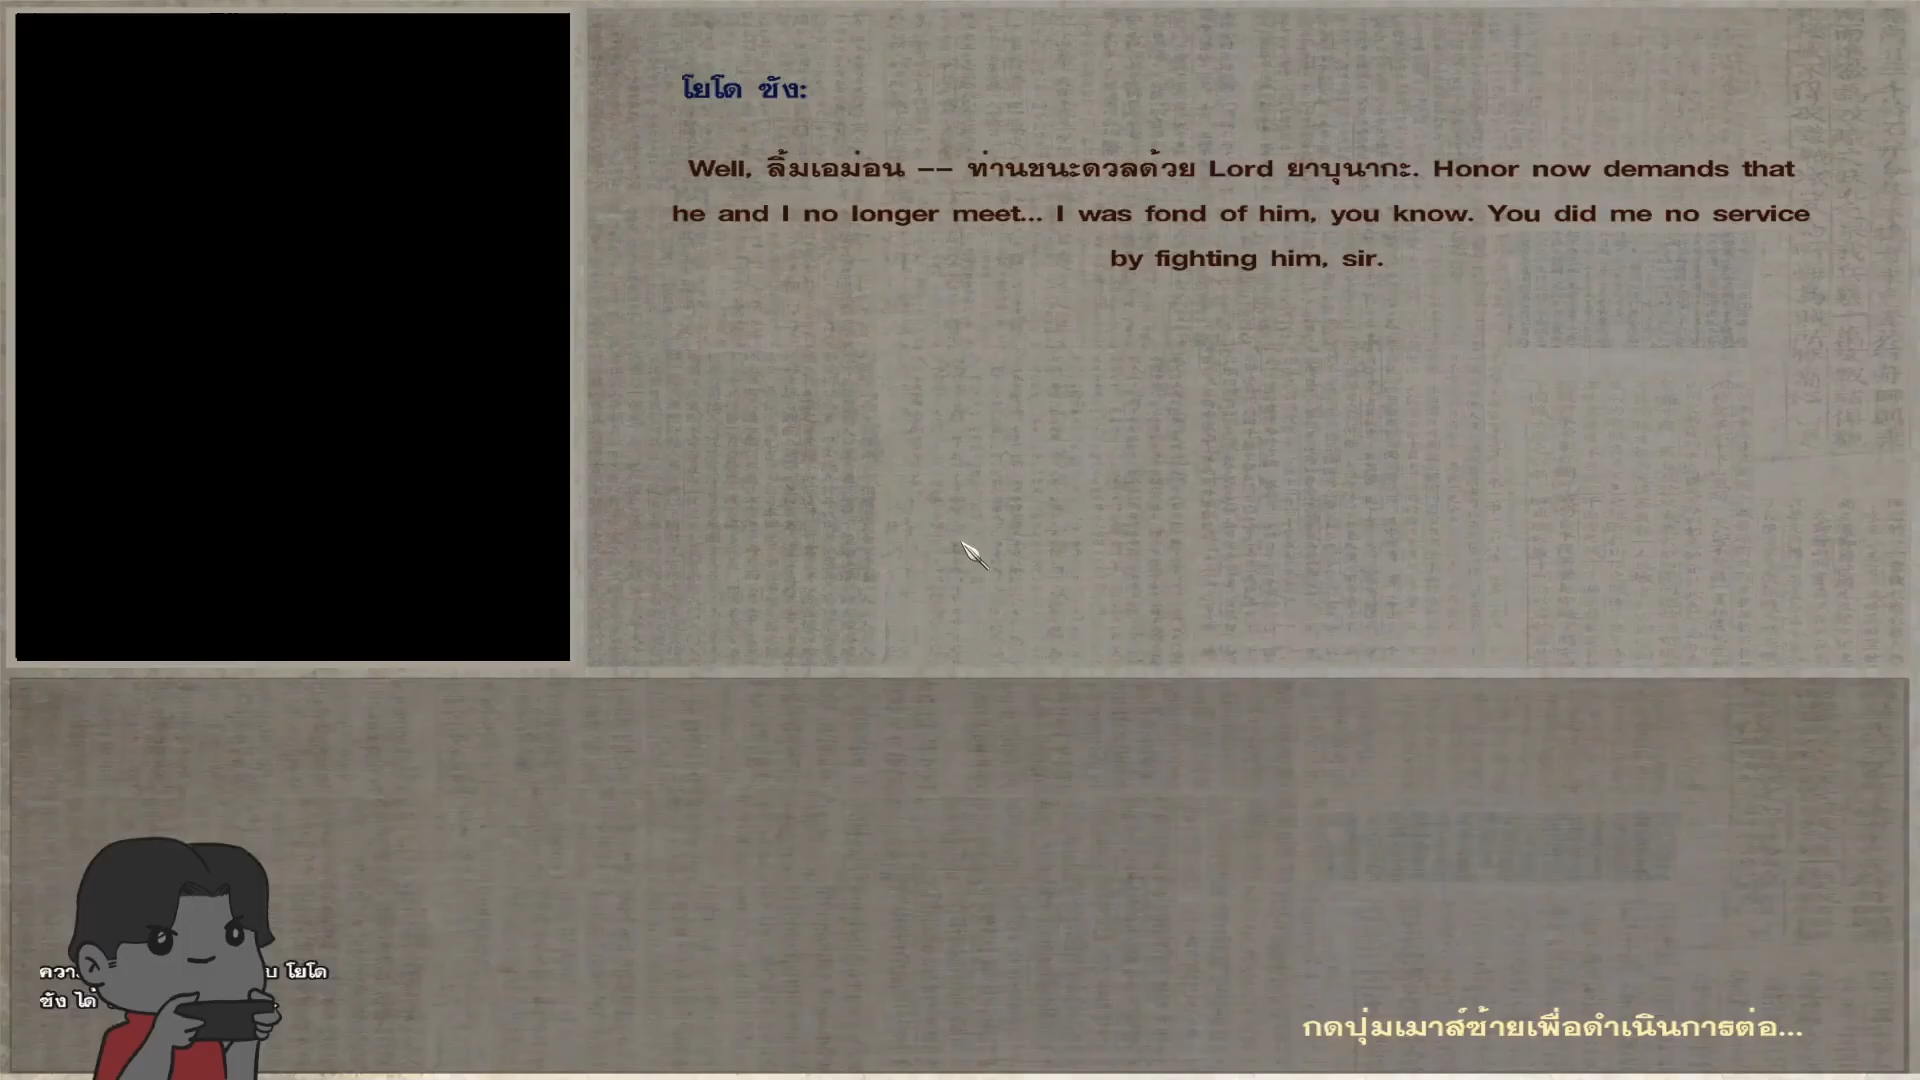 โยโด ซัง:
Well, ลิ้มเอม่อน -- ท่านชนะดวลด้วย Lord ยาบุนากะ. Honor now demands that
he and I no longer meet... I was fond of him, you know. You did me no service
by fighting him, sir.
โยโด
ซัง ได้
กดปุ่มเมาส์ซ้ายเพื่อดำเนินการต่อ...